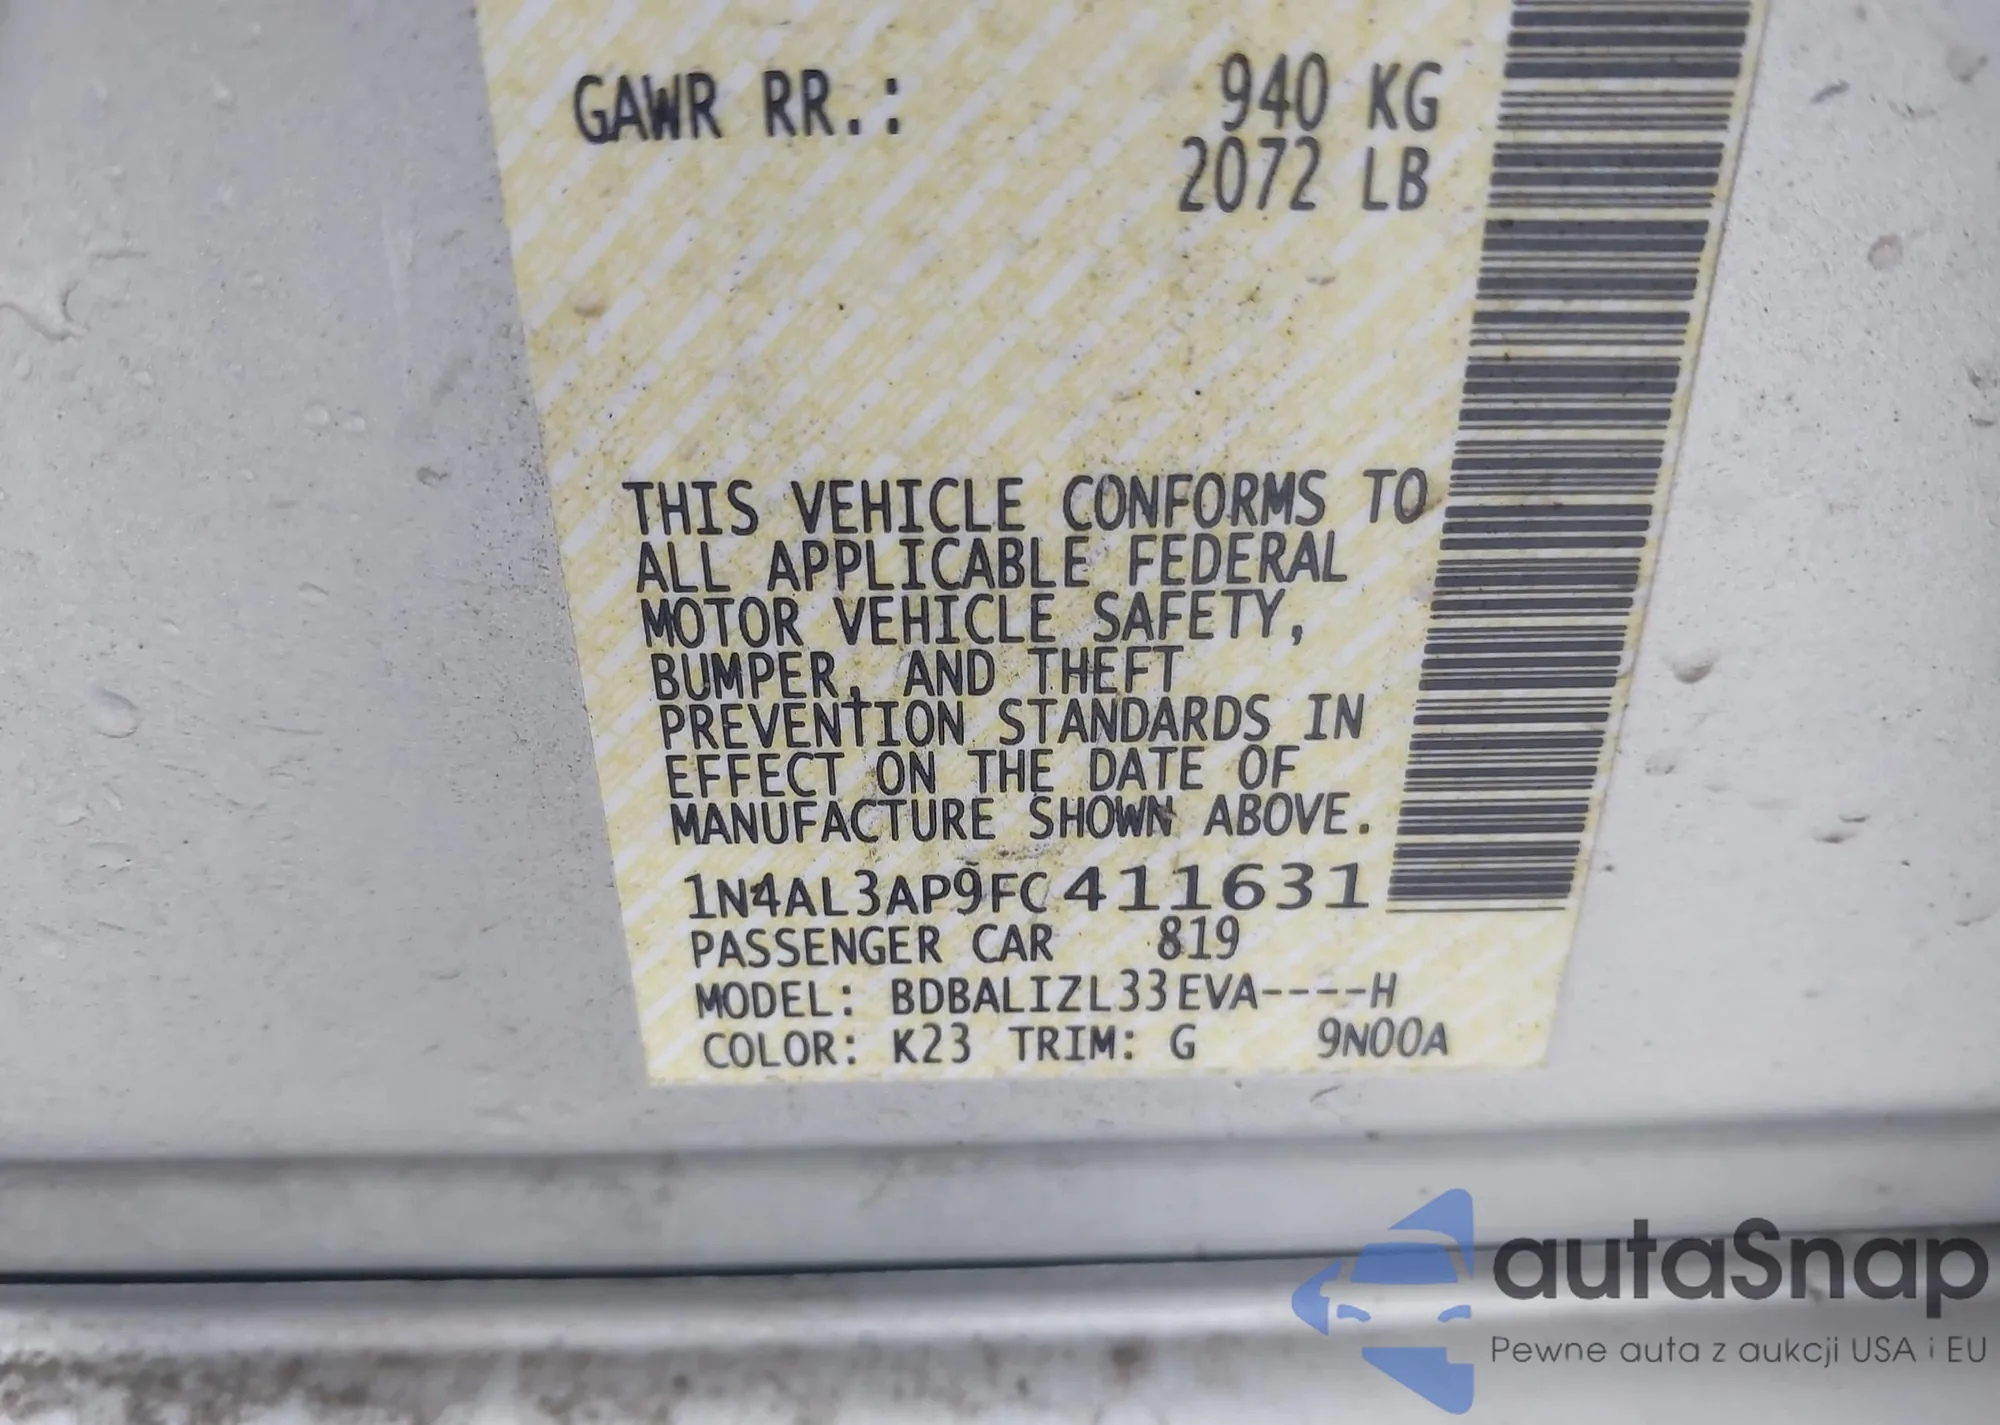 GAWR RR.: 940 KG
2072 LB
THIS VEHICLE CONFORMS TO
ALL APPLICABLE FEDERAL
MOTOR VEHICLE SAFETY,
BUMPER, AND THEFT
PREVENTION STANDARDS IN
EFFECT ON THE DATE OF
MANUFACTURE SHOWN ABOVE.
1N4AL3AP9FC411631
PASSENGER CAR 819
MODEL: BDBALIZL33EVA----H
COLOR: K23 TRIM: G 9N00A
autaSnap
Pewne auta z aukcji USA i EU